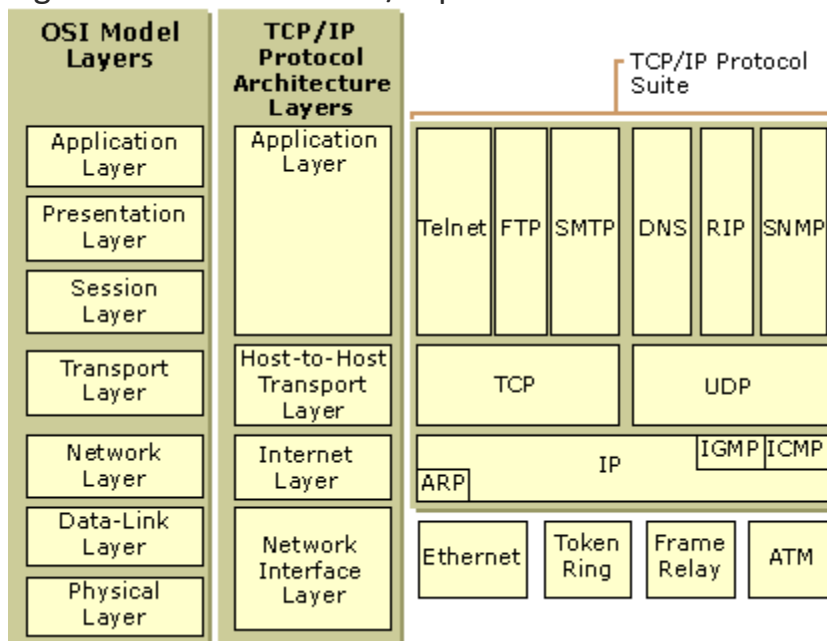 OSI Model
Layers
TCP/IP
Protocol
Architecture
Layers
TCP/IP Protocol
Suite
Application
Layer
Presentation
Layer
Session
Layer
Transport
Layer
Network
Layer
Data-Link
Layer
Physical
Layer
Application
Layer
Host-to-Host
Transport
Layer
Internet
Layer
Network
Interface
Layer
Telnet
FTP
SMTP
DNS
RIP
SNMP
TCP
UDP
IP
IGMP
ICMP
ARP
Ethernet
Token
Ring
Frame
Relay
ATM